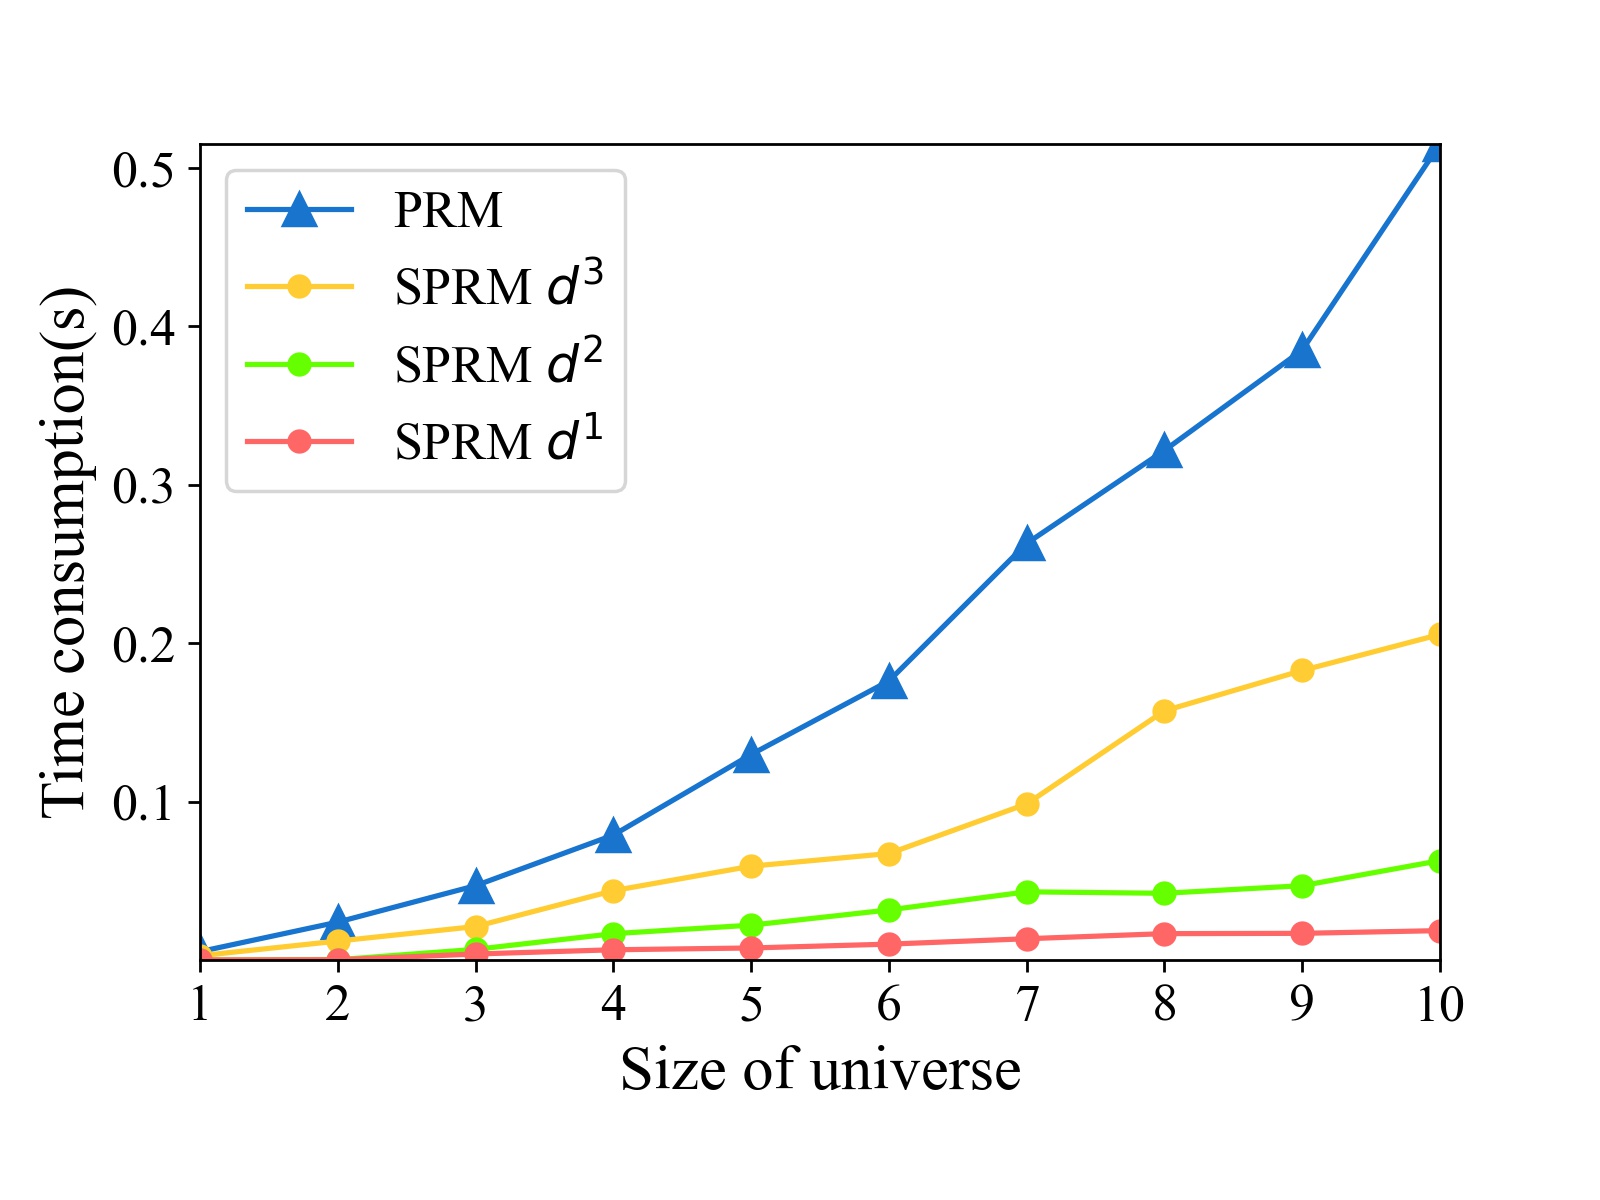 0.5
0.4
0.3
0.2
0.1
Time consumption(s)
PRM
SPRM d³
SPRM d²
SPRM d¹
1 2 3 4 5 6 7 8 9 10
Size of universe